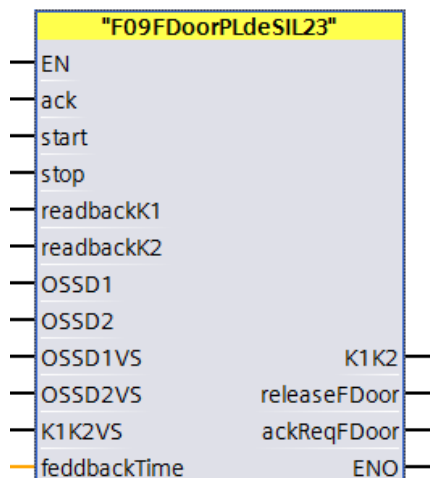 "F09FDoorPLdeSIL23"
EN
ack
start
stop
readbackK1
readbackK2
OSSD1
OSSD2
OSSD1VS K1K2
OSSD2VS releaseFDoor
K1K2VS ackReqFDoor
feddbackTime ENO